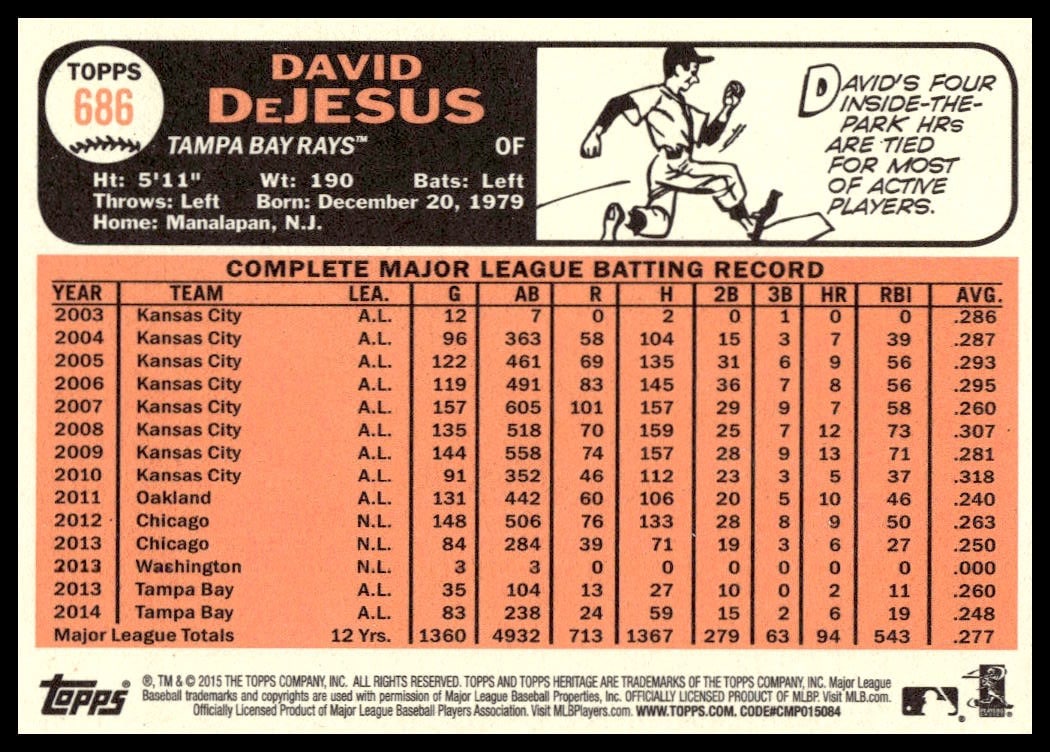 TOPPS
686
DAVID
DeJESUS
TAMPA BAY RAYS™ OF
Ht: 5'11" Wt: 190 Bats: Left
Throws: Left Born: December 20, 1979
Home: Manalapan, N.J.
DAVID'S FOUR
INSIDE-THE-
PARK HRs
ARE TIED
FOR MOST
OF ACTIVE
PLAYERS.
COMPLETE MAJOR LEAGUE BATTING RECORD
YEAR TEAM LEA. G AB R H 2B 3B HR RBI AVG.
2003 Kansas City A.L. 12 7 0 2 0 1 0 0 .286
2004 Kansas City A.L. 96 363 58 104 15 3 7 39 .287
2005 Kansas City A.L. 122 461 69 135 31 6 9 56 .293
2006 Kansas City A.L. 119 491 83 145 36 7 8 56 .295
2007 Kansas City A.L. 157 605 101 157 29 9 7 58 .260
2008 Kansas City A.L. 135 518 70 159 25 7 12 73 .307
2009 Kansas City A.L. 144 558 74 157 28 9 13 71 .281
2010 Kansas City A.L. 91 352 46 112 23 3 5 37 .318
2011 Oakland A.L. 131 442 60 106 20 5 10 46 .240
2012 Chicago N.L. 148 506 76 133 28 8 9 50 .263
2013 Chicago N.L. 84 284 39 71 19 3 6 27 .250
2013 Washington N.L. 3 3 0 0 0 0 0 0 .000
2013 Tampa Bay A.L. 35 104 13 27 10 0 2 11 .260
2014 Tampa Bay A.L. 83 238 24 59 15 2 6 19 .248
Major League Totals 12 Yrs. 1360 4932 713 1367 279 63 94 543 .277
topps®
®, TM & © 2015 THE TOPPS COMPANY, INC. ALL RIGHTS RESERVED. TOPPS AND TOPPS HERITAGE ARE TRADEMARKS OF THE TOPPS COMPANY, INC. Major League
Baseball trademarks and copyrights are used with permission of Major League Baseball Properties, Inc. OFFICIALLY LICENSED PRODUCT OF MLBP. Visit MLB.com.
Officially Licensed Product of Major League Baseball Players Association. Visit MLBPlayers.com. WWW.TOPPS.COM. CODE#CMP015084